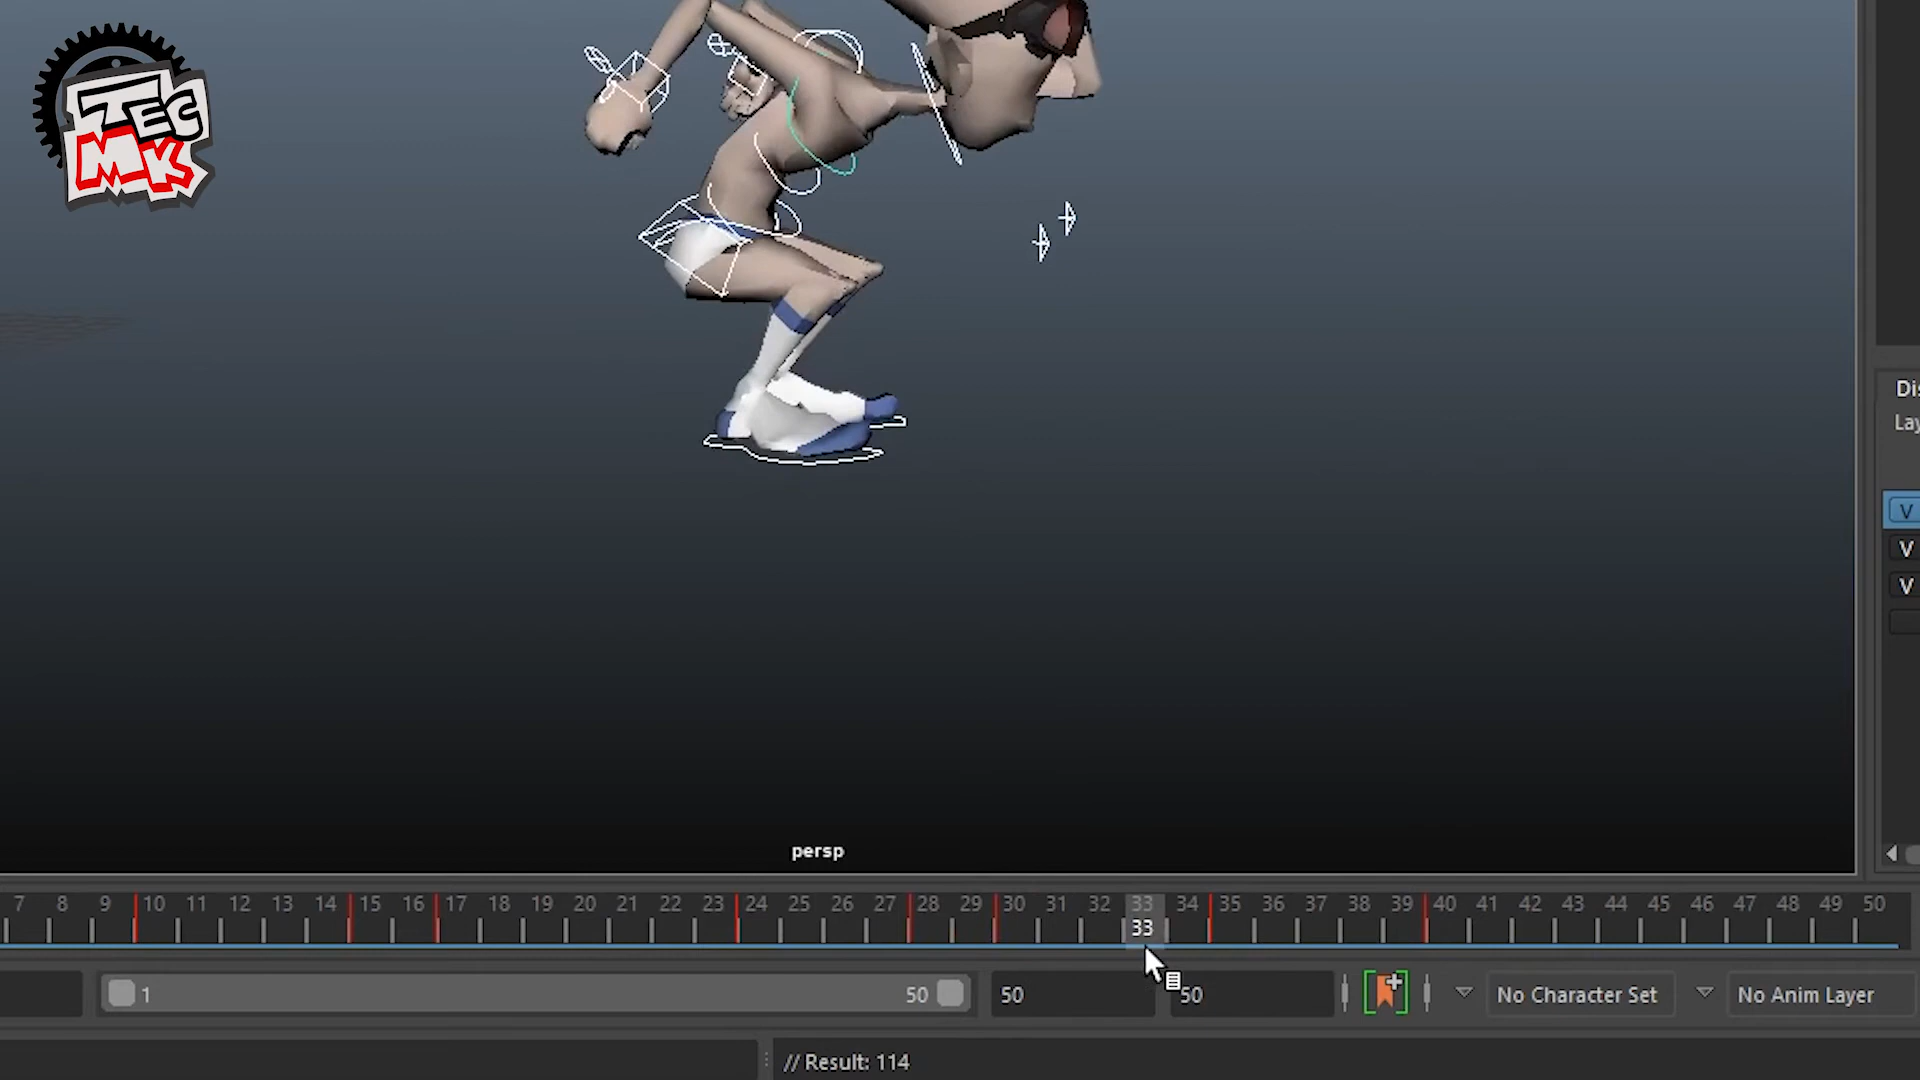 TEC
MK
Dis
Lay
V
V
V
persp
7 8 9 10 11 12 13 14 15 16 17 18 19 20 21 22 23 24 25 26 27 28 29 30 31 32 33 34 35 36 37 38 39 40 41 42 43 44 45 46 47 48 49 50
33
1 50 50 50 No Character Set No Anim Layer
// Result: 114